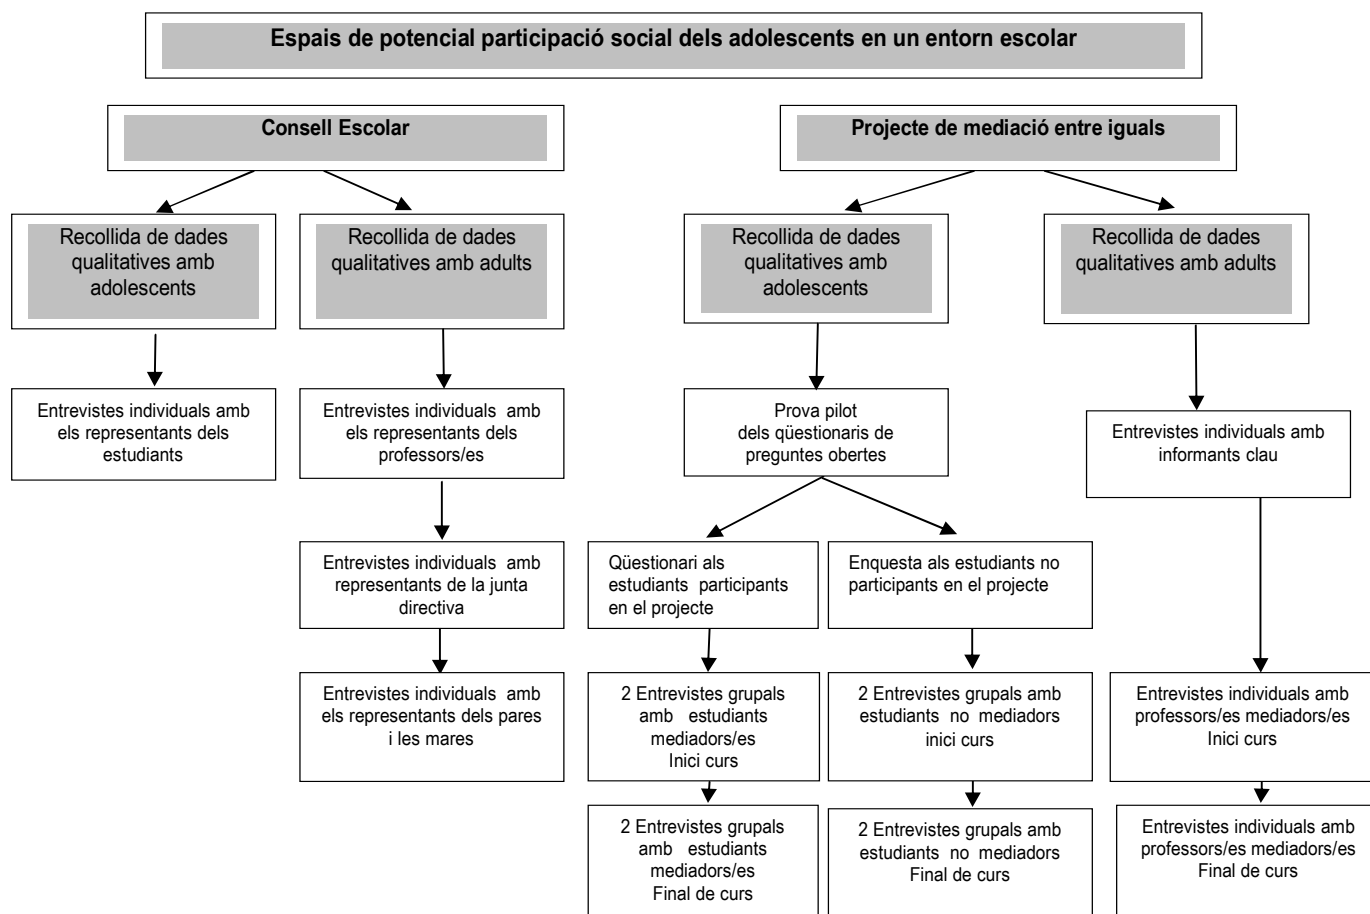 Espais de potencial participació social dels adolescents en un entorn escolar
Consell Escolar
Projecte de mediació entre iguals
Recollida de dades
qualitatives amb
adolescents
Recollida de dades
qualitatives amb adults
Recollida de dades
qualitatives amb
adolescents
Recollida de dades
qualitatives amb adults
Entrevistes individuals amb
els representants dels
estudiants
Entrevistes individuals amb
els representants dels
professors/es
Prova pilot
dels qüestionaris de
preguntes obertes
Entrevistes individuals amb
informants clau
Entrevistes individuals amb
representants de la junta
directiva
Qüestionari als
estudiants participants
en el projecte
Enquesta als estudiants no
participants en el projecte
Entrevistes individuals amb
els representants dels pares
i les mares
2 Entrevistes grupals
amb estudiants
mediadors/es
Inici curs
2 Entrevistes grupals amb
estudiants no mediadors
inici curs
Entrevistes individuals amb
professors/es mediadors/es
Inici curs
2 Entrevistes grupals
amb estudiants
mediadors/es
Final de curs
2 Entrevistes grupals amb
estudiants no mediadors
Final de curs
Entrevistes individuals amb
professors/es mediadors/es
Final de curs